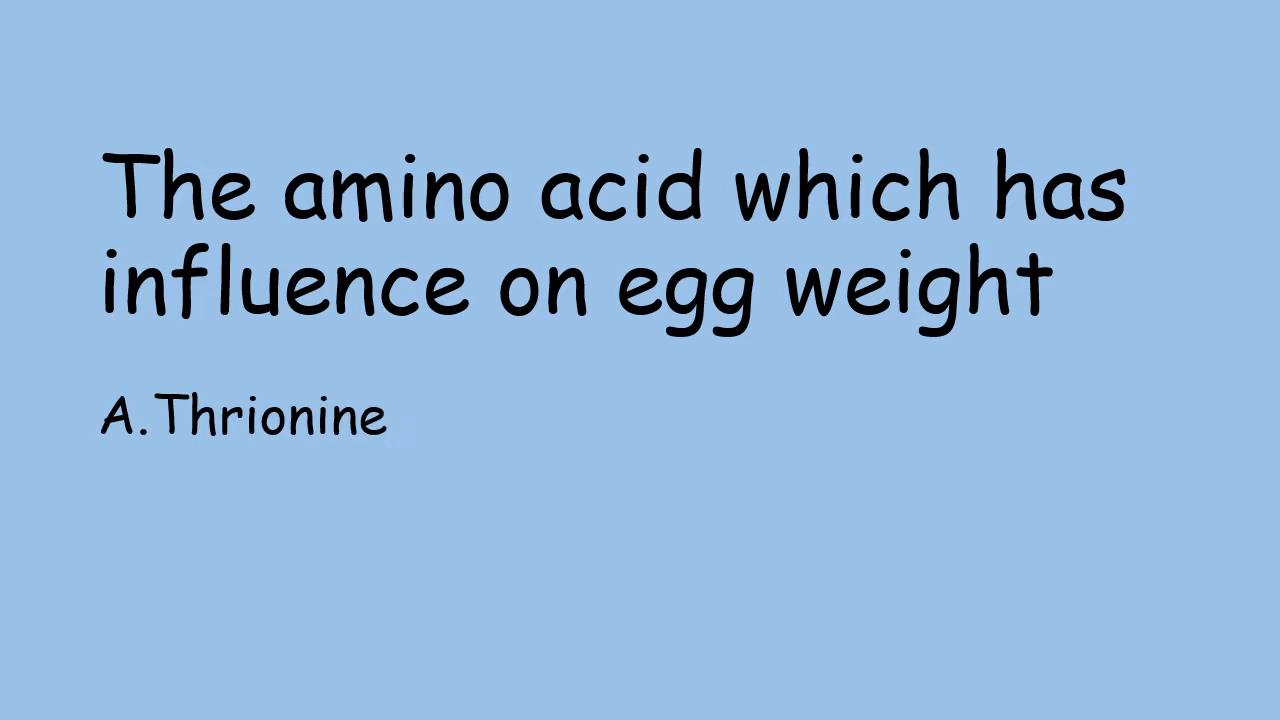 The amino acid which has
influence on egg weight
A.Thrionine